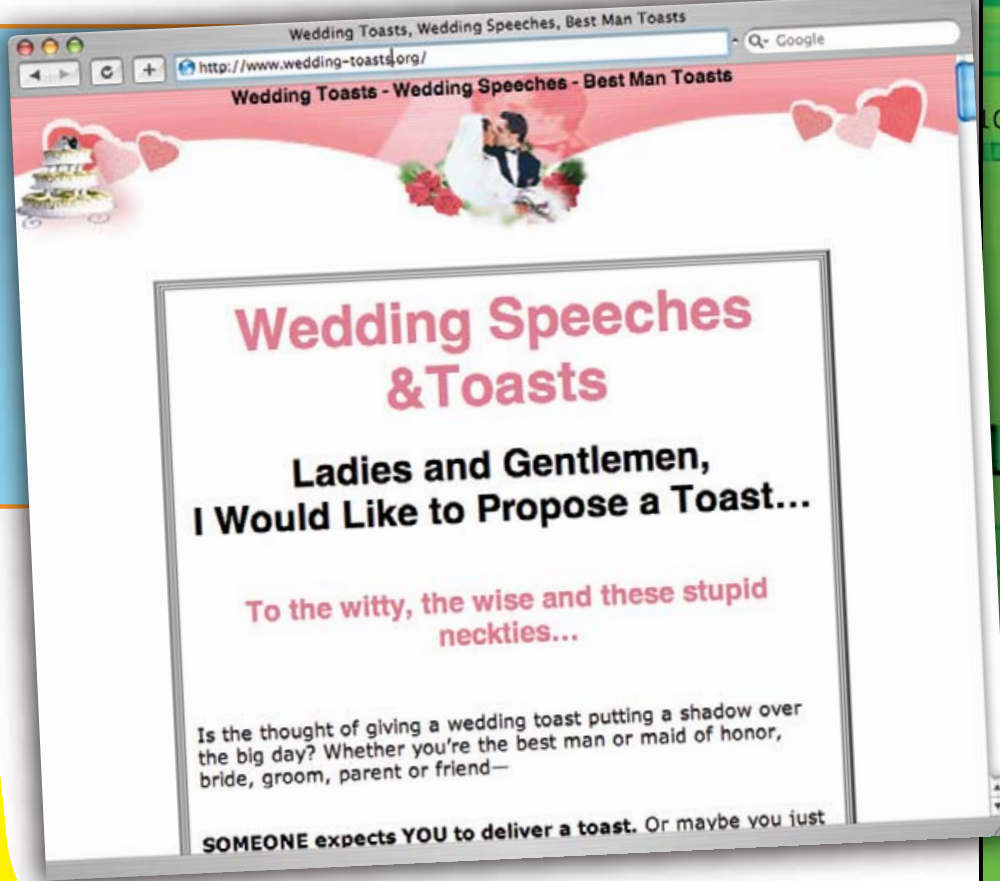 Wedding Toasts, Wedding Speeches, Best Man Toasts
http://www.wedding-toasts.org/
Google
Wedding Toasts - Wedding Speeches - Best Man Toasts
Wedding Speeches
&Toasts
Ladies and Gentlemen,
I Would Like to Propose a Toast...
To the witty, the wise and these stupid
neckties...
Is the thought of giving a wedding toast putting a shadow over
the big day? Whether you're the best man or maid of honor,
bride, groom, parent or friend—
SOMEONE expects YOU to deliver a toast. Or maybe you just